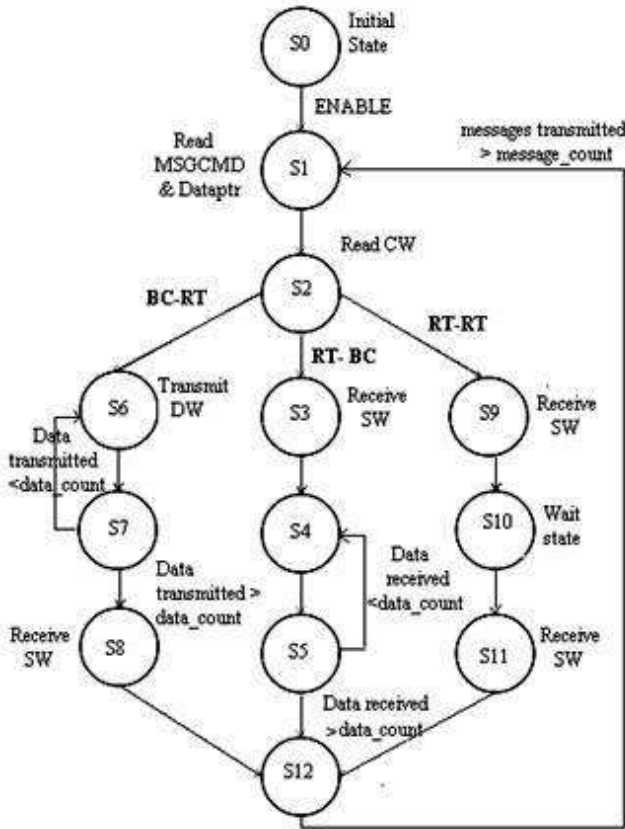 S0
Initial
State
ENABLE
Read
MSGCMD
& Dataptr
S1
messages transmitted
> message_count
Read CW
S2
BC-RT
RT- BC
RT-RT
S6
Transmit
DW
S3
Receive
SW
S9
Receive
SW
Data
transmitted
<data_count
S7
S4
S10
Wait
state
Data
transmitted >
data_count
Data
received
<data_count
Receive
SW
S8
S5
S11
Receive
SW
Data received
>data_count
S12